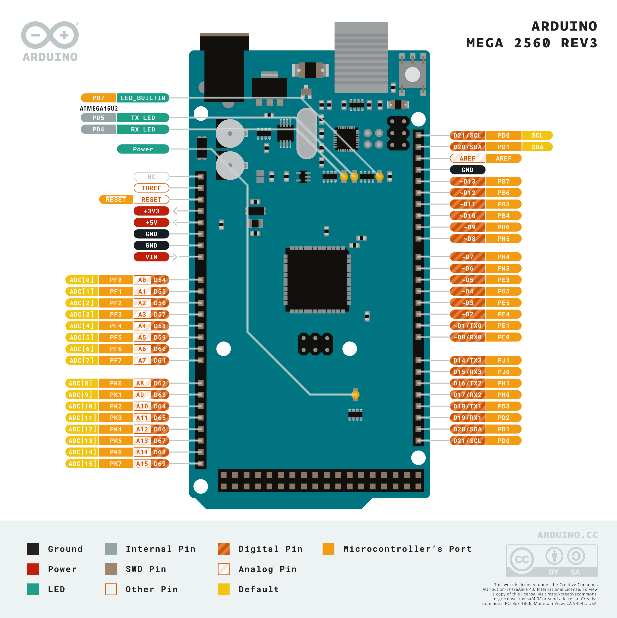 ARDUINO
MEGA 2560 REV3
ARDUINO
PD7 LED_BUILTIN
ATMEGA16U2
PD5 TX LED
PD4 RX LED
Power
NC
IOREF
RESET RESET
+3V3
+5V
GND
GND
VIN
ADC[0] PF0 A0 D54
ADC[1] PF1 A1 D55
ADC[2] PF2 A2 D56
ADC[3] PF3 A3 D57
ADC[4] PF4 A4 D58
ADC[5] PF5 A5 D59
ADC[6] PF6 A6 D60
ADC[7] PF7 A7 D61
ADC[8] PK0 A8 D62
ADC[9] PK1 A9 D63
ADC[10] PK2 A10 D64
ADC[11] PK3 A11 D65
ADC[12] PK4 A12 D66
ADC[13] PK5 A13 D67
ADC[14] PK6 A14 D68
ADC[15] PK7 A15 D69
D21/SCL PD0 SCL
D20/SDA PD1 SDA
AREF AREF
GND
~D13 PB7
~D12 PB6
~D11 PB5
~D10 PB4
~D9 PH6
~D8 PH5
~D7 PH4
~D6 PH3
~D5 PE3
~D4 PG5
~D3 PE5
~D2 PE4
~D1/TX0 PE1
~D0/RX0 PE0
D14/TX3 PJ1
D15/RX3 PJ0
D16/TX2 PH1
D17/RX2 PH0
D18/TX1 PD3
D19/RX1 PD2
D20/SDA PD1
D21/SCL PD0
Ground
Internal Pin
Digital Pin
Microcontroller's Port
Power
SWD Pin
Analog Pin
LED
Other Pin
Default
ARDUINO.CC
CC
BY SA